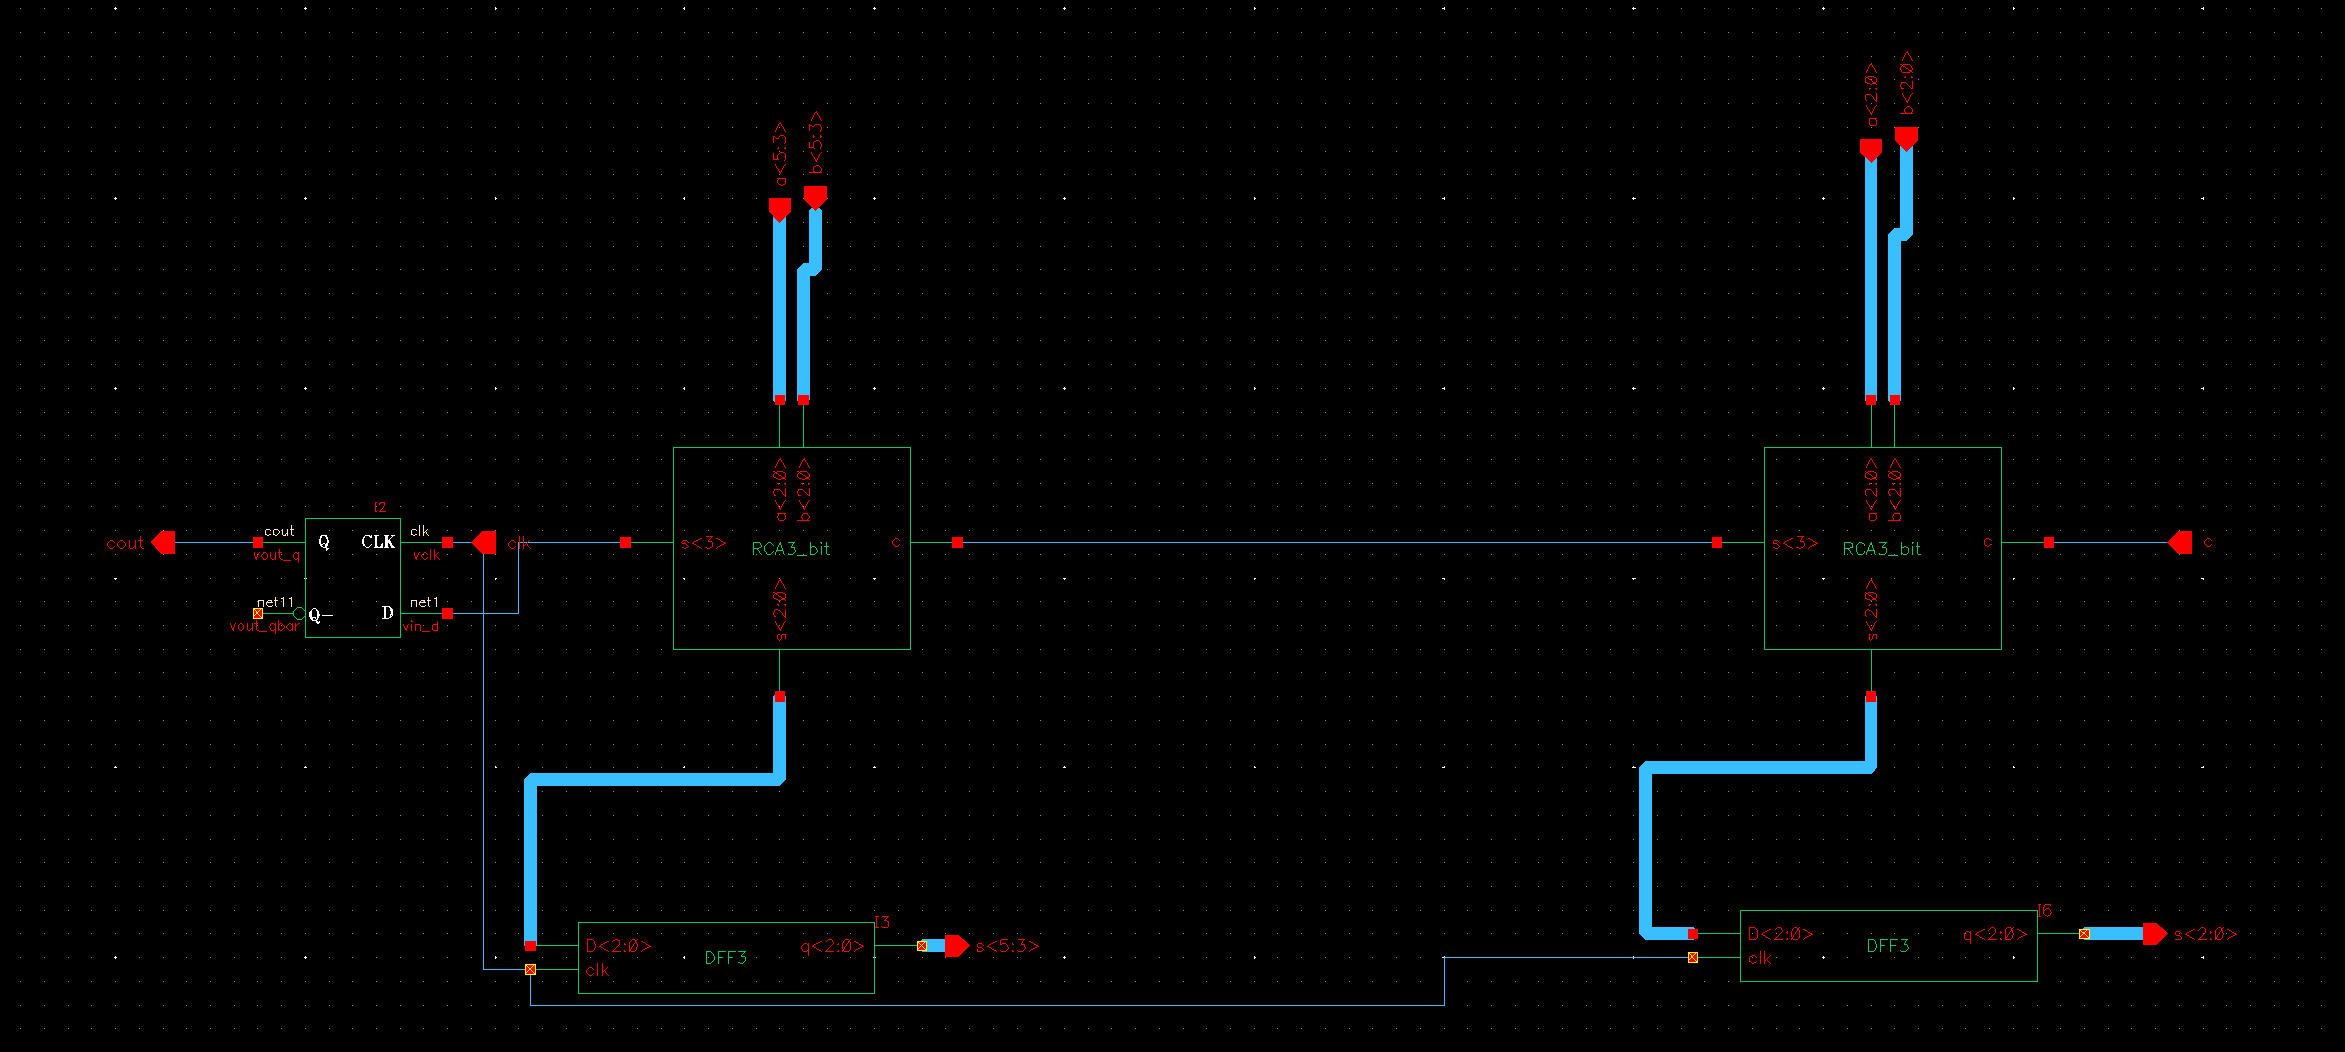 a<2:0>
b<2:0>
a<5:3>
b<5:3>
a<2:0>
b<2:0>
a<2:0>
b<2:0>
I2
cout
clk
cout
Q
CLK
clk
s<3>
c
s<3>
c
c
vout_q
vclk
RCA3_bit
RCA3_bit
net11
net1
Q-
D
vout_qbar
vin_d
s<2:0>
s<2:0>
I3
I6
D<2:0>
q<2:0>
s<5:3>
D<2:0>
q<2:0>
s<2:0>
DFF3
DFF3
clk
clk